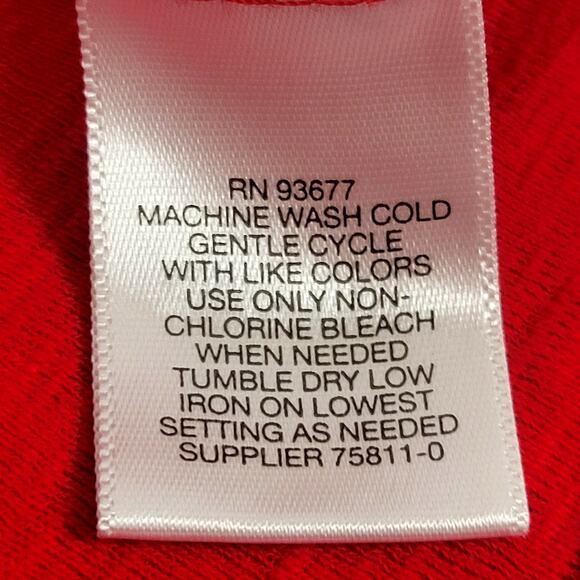 RN 93677
MACHINE WASH COLD
GENTLE CYCLE
WITH LIKE COLORS
USE ONLY NON-
CHLORINE BLEACH
WHEN NEEDED
TUMBLE DRY LOW
IRON ON LOWEST
SETTING AS NEEDED
SUPPLIER 75811-0